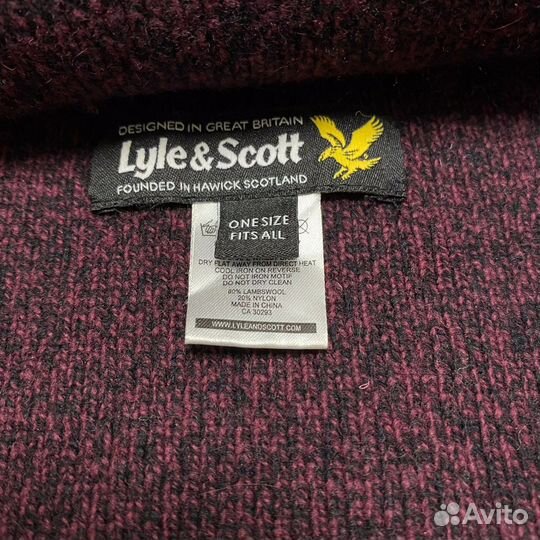 DESIGNED IN GREAT BRITAIN
Lyle & Scott
FOUNDED IN HAWICK SCOTLAND
ONE SIZE
FITS ALL
DRY FLAT AWAY FROM DIRECT HEAT
COOL IRON ON REVERSE
DO NOT IRON MOTIF
DO NOT DRY CLEAN
80% LAMBSWOOL
20% NYLON
MADE IN CHINA
CA 30293
WWW.LYLEANDSCOTT.COM
Avito